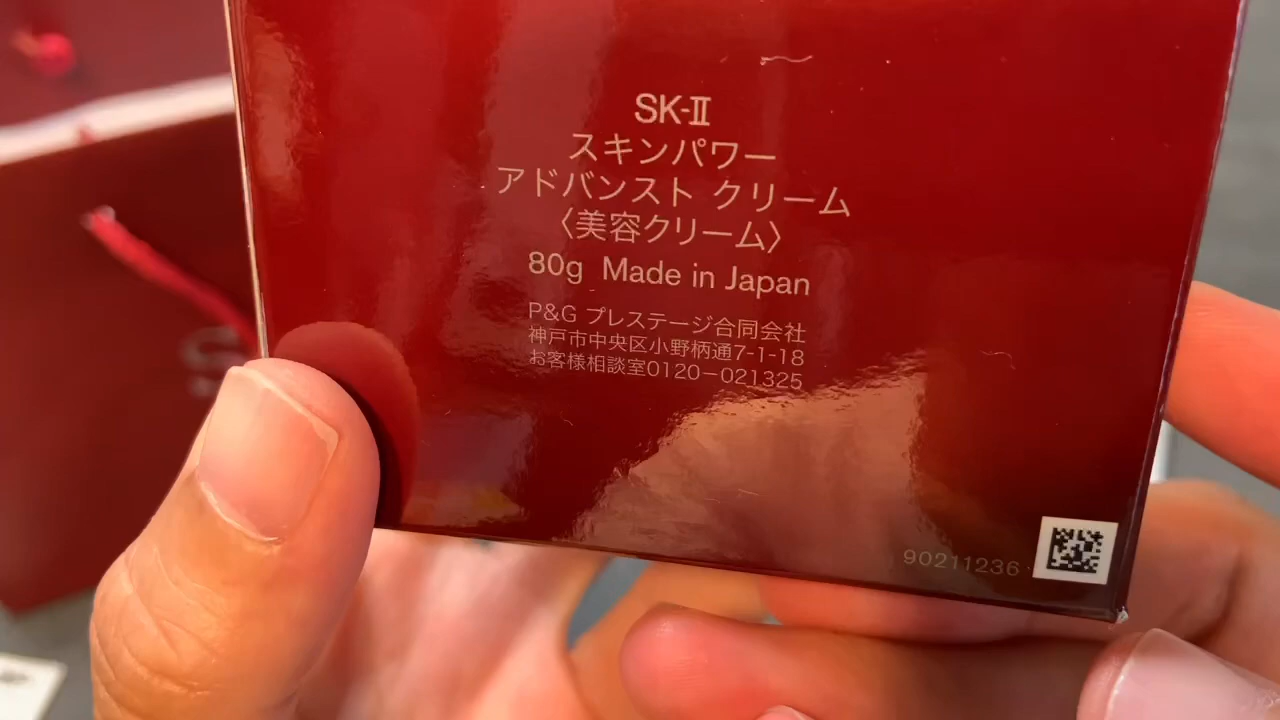 SK-Ⅱ
スキンパワー
アドバンスト クリーム
〈美容クリーム〉
80g Made in Japan
P&G プレステージ合同会社
神戸市中央区小野柄通7-1-18
お客様相談室0120−021325
90211236
S